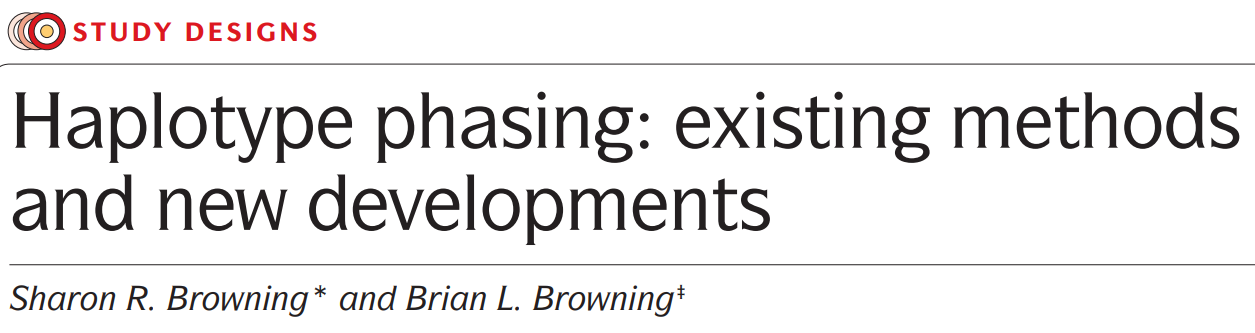 STUDY DESIGNS
Haplotype phasing: existing methods
and new developments
Sharon R. Browning* and Brian L. Browning‡